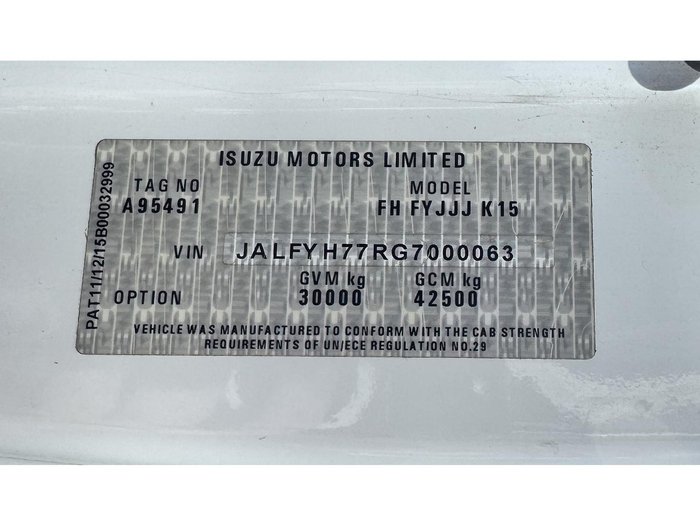 ISUZU MOTORS LIMITED
TAG NO MODEL
A95491 FH FYJJJ K15
VIN JALFYH77RG7000063
GVM kg GCM kg
OPTION 30000 42500
VEHICLE WAS MANUFACTURED TO CONFORM WITH THE CAB STRENGTH
REQUIREMENTS OF UN/ECE REGULATION NO.29
PAT11/12/15B00032999